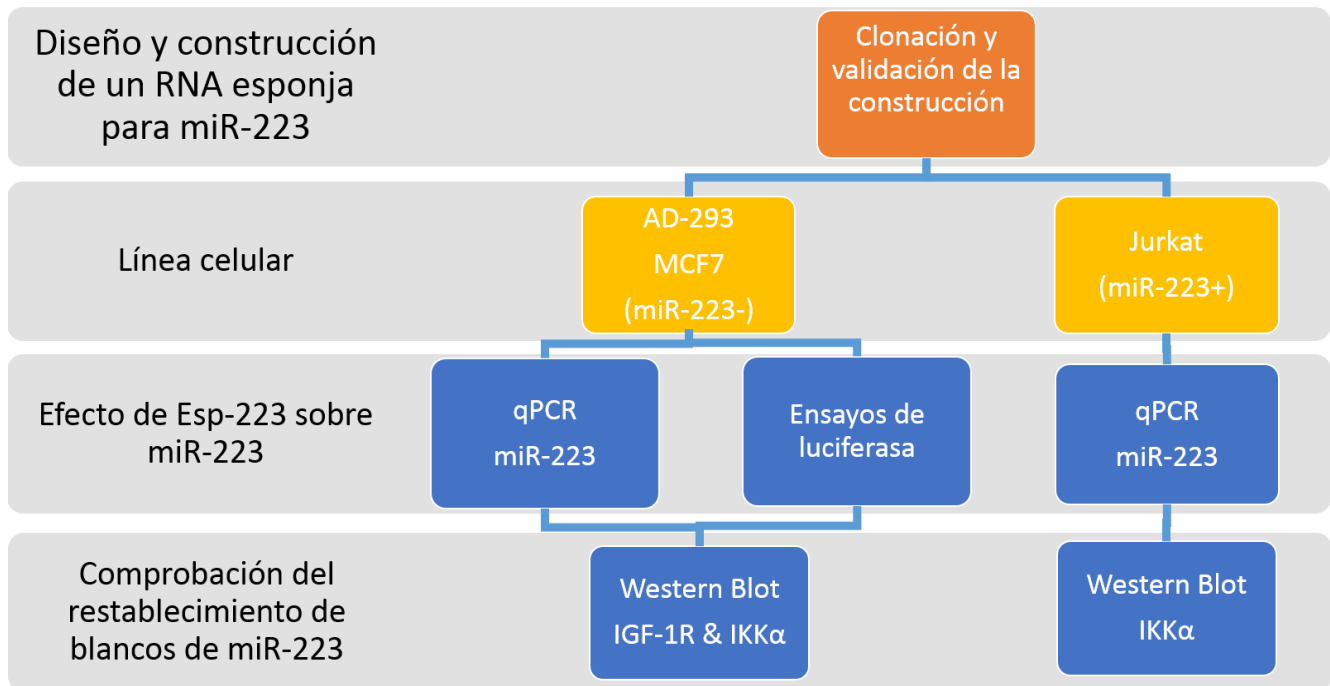 Diseño y construcción
de un RNA esponja
para miR-223
Clonación y
validación de la
construcción
Línea celular
AD-293
MCF7
(miR-223-)
Jurkat
(miR-223+)
Efecto de Esp-223 sobre
miR-223
qPCR
miR-223
Ensayos de
luciferasa
qPCR
miR-223
Comprobación del
restablecimiento de
blancos de miR-223
Western Blot
IGF-1R & IKKα
Western Blot
IKKα